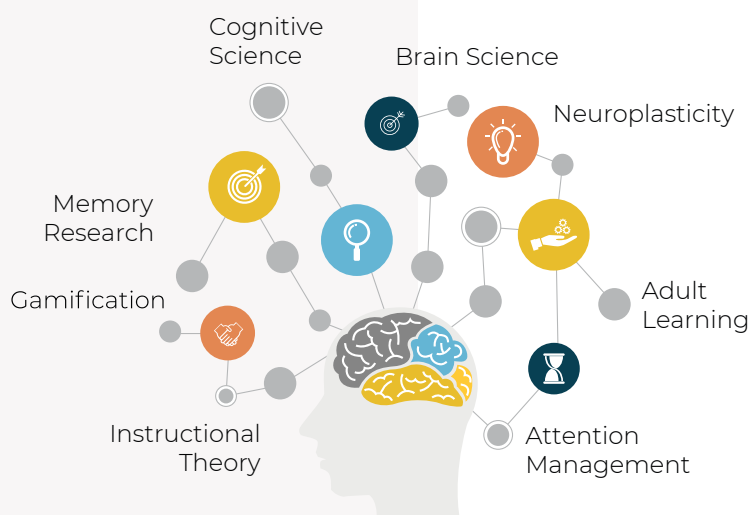 Cognitive
Science
Brain Science
Neuroplasticity
Memory
Research
Gamification
Adult
Learning
Instructional
Theory
Attention
Management